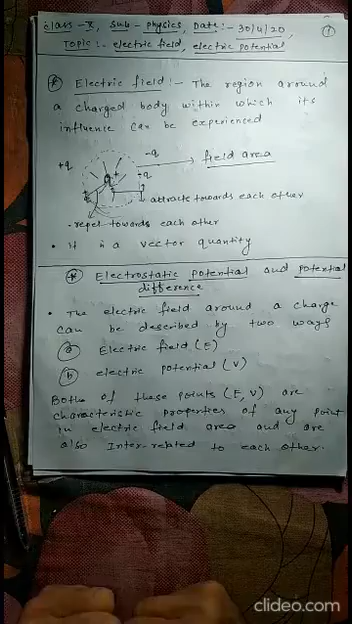 class-X, Sub-physics, Date:- 30/4/20 ①
Topic:- electric field, electric potential
Electric field:- The region around
a charged body within which its
influence can be experienced
+q -q field area
Q+ -q
attracte towards each other
-repel towards each other
• It is a vector quantity
Electrostatic potential and potential
difference
• The electric field around a charge
can be described by two ways
(a) Electric field (E)
(b) electric potential (V)
Both of these points (E, V) are
characteristic properties of any point
in electric field area and are
also Inter-related to each other.
clideo.com